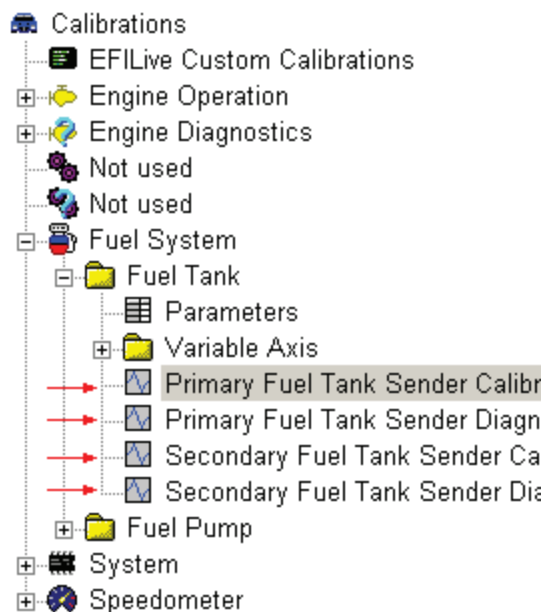 Calibrations
EFILive Custom Calibrations
Engine Operation
Engine Diagnostics
Not used
Not used
Fuel System
Fuel Tank
Parameters
Variable Axis
Primary Fuel Tank Sender Calibr
Primary Fuel Tank Sender Diagn
Secondary Fuel Tank Sender Ca
Secondary Fuel Tank Sender Dia
Fuel Pump
System
Speedometer